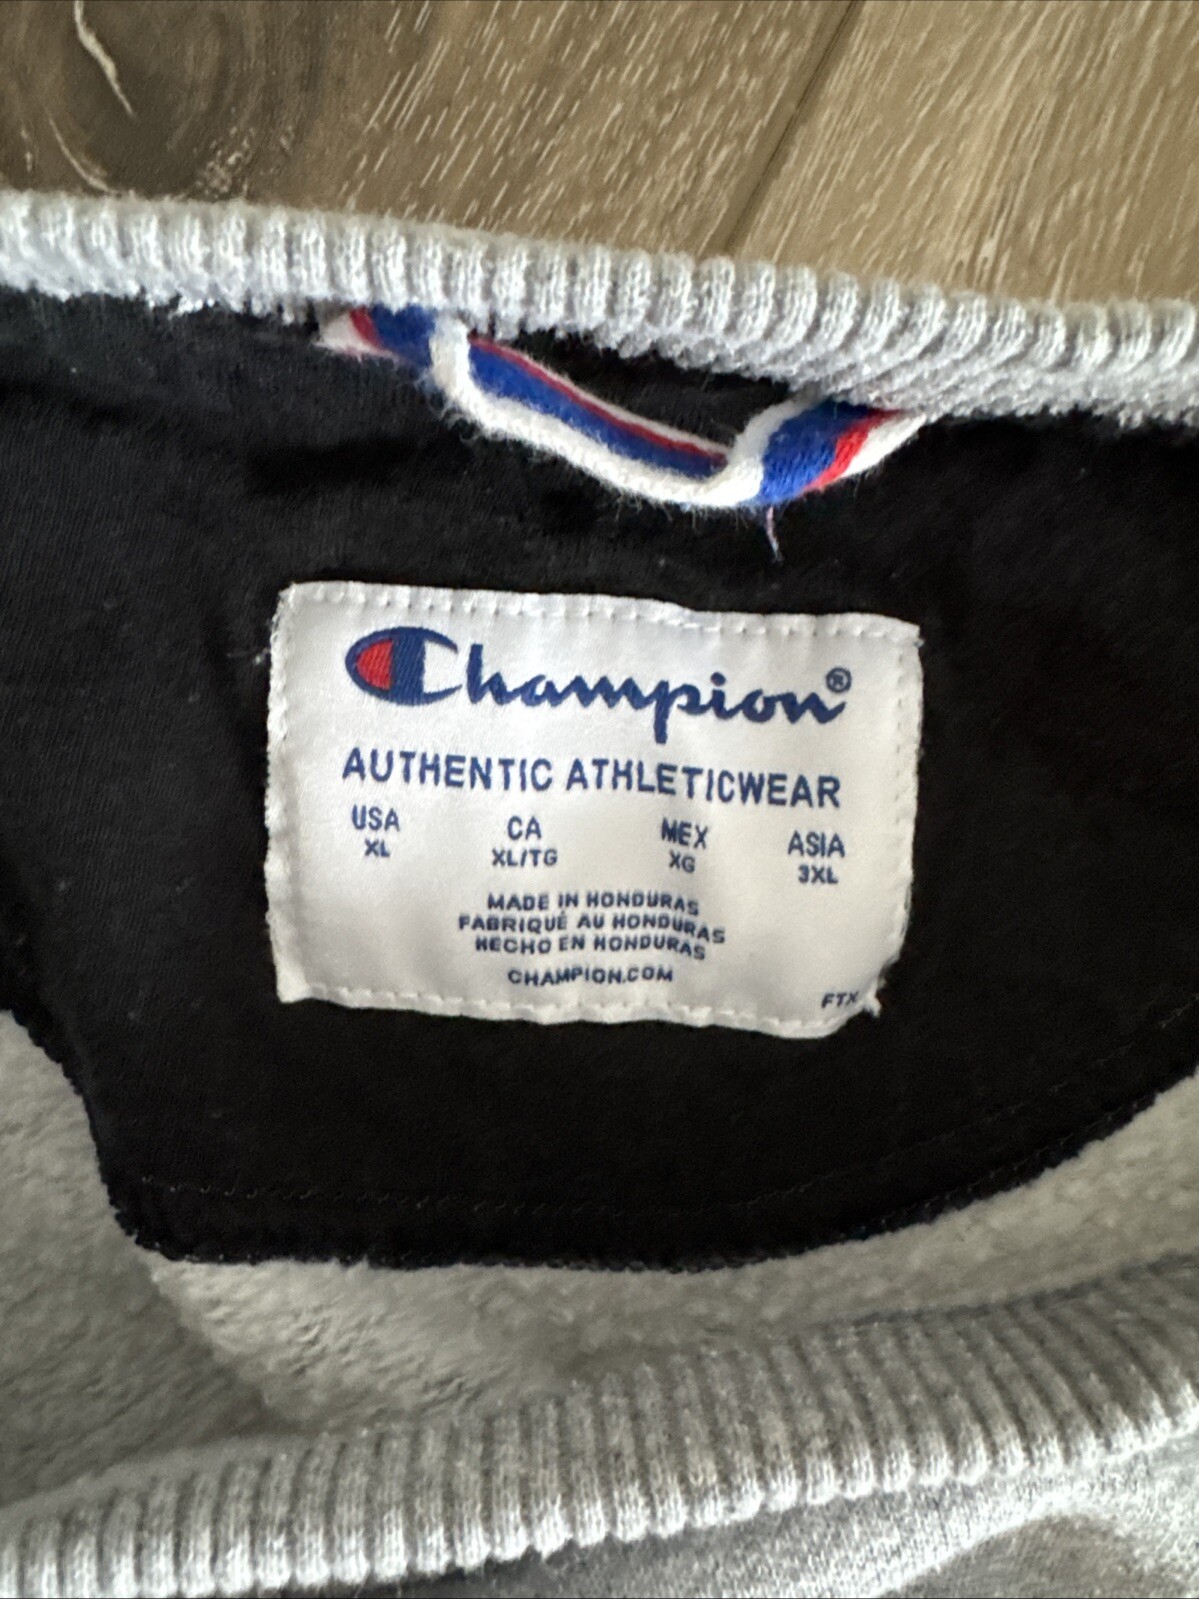 Champion®
AUTHENTIC ATHLETICWEAR
USA CA MEX ASIA
XL XL/TG XG 3XL
MADE IN HONDURAS
FABRIQUÉ AU HONDURAS
HECHO EN HONDURAS
CHAMPION.COM
FTX